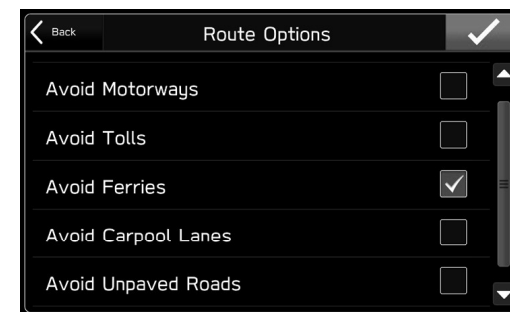 Back
Route Options
Avoid Motorways
Avoid Tolls
Avoid Ferries
Avoid Carpool Lanes
Avoid Unpaved Roads